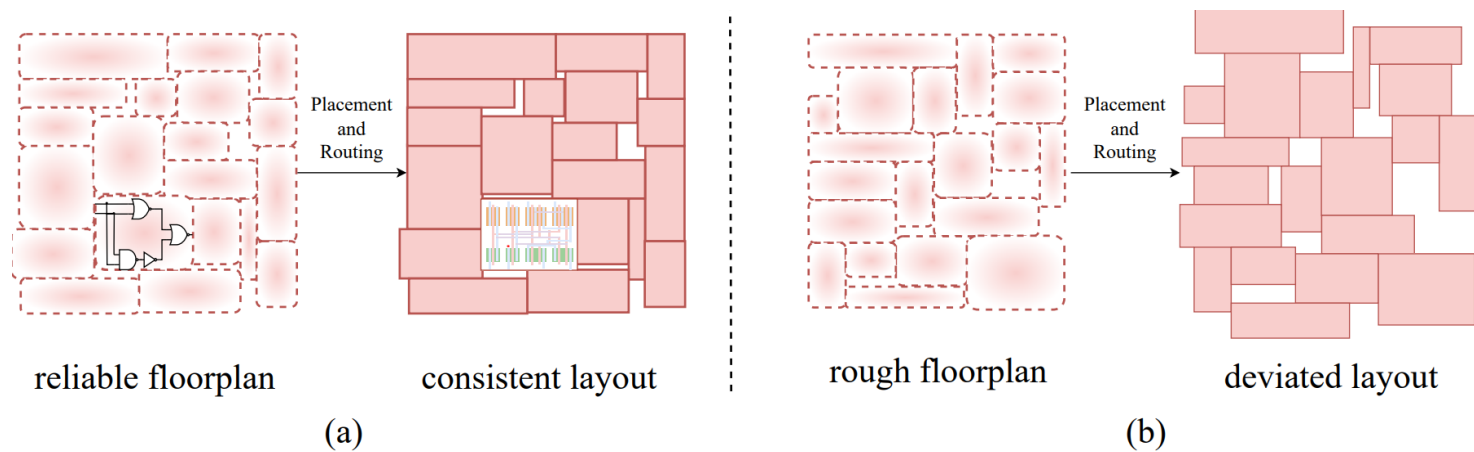 Placement
and
Routing
reliable floorplan
consistent layout
(a)
Placement
and
Routing
rough floorplan
deviated layout
(b)